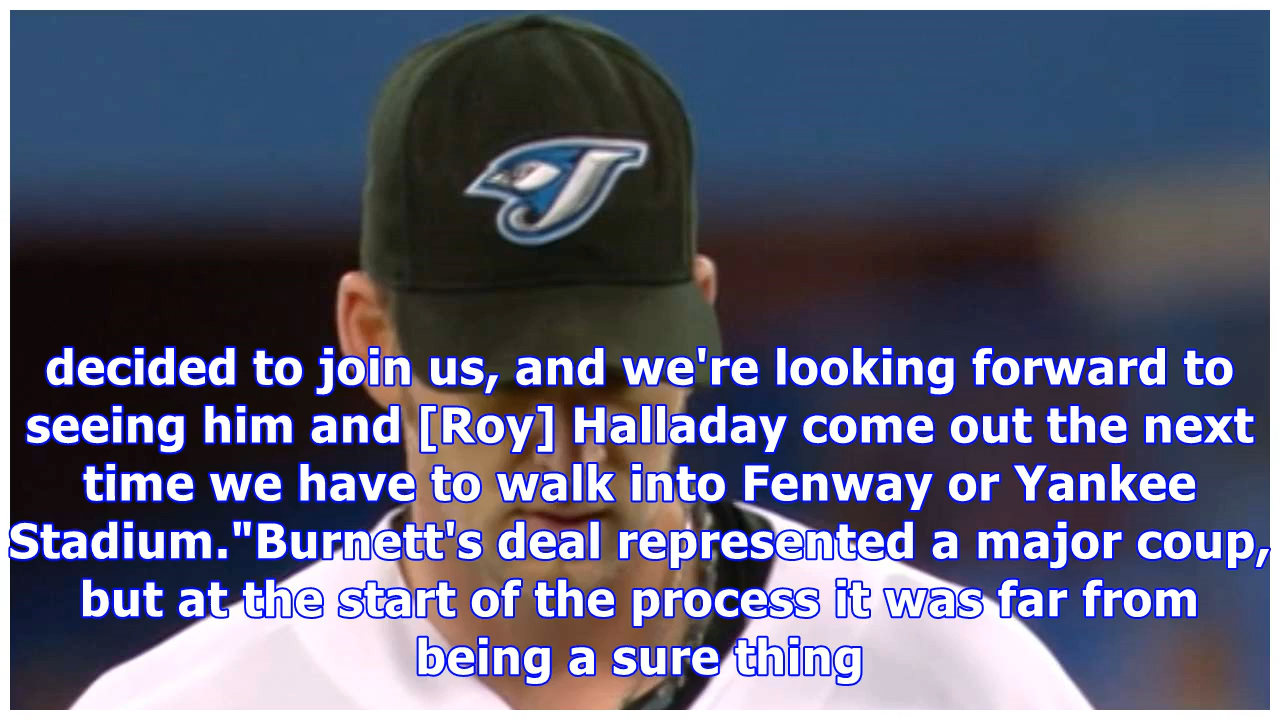 decided to join us, and we're looking forward to
seeing him and [Roy] Halladay come out the next
time we have to walk into Fenway or Yankee
Stadium."Burnett's deal represented a major coup,
but at the start of the process it was far from
being a sure thing